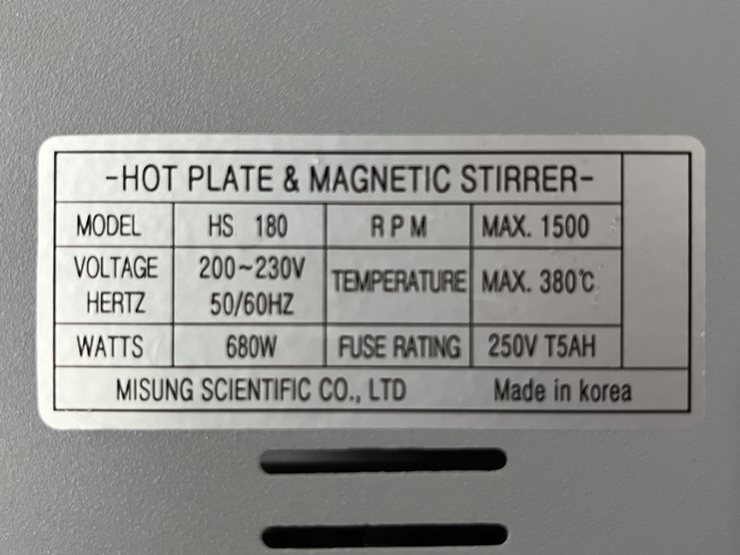 -HOT PLATE & MAGNETIC STIRRER-
MODEL HS 180 R P M MAX. 1500
VOLTAGE HERTZ 200~230V 50/60HZ TEMPERATURE MAX. 380℃
WATTS 680W FUSE RATING 250V T5AH
MISUNG SCIENTIFIC CO., LTD Made in korea